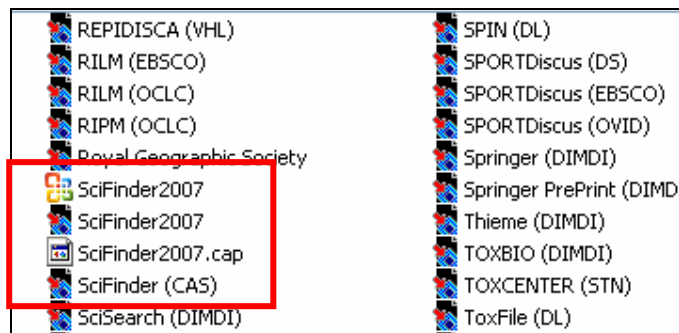 REPIDISCA (VHL)
RILM (EBSCO)
RILM (OCLC)
RIPM (OCLC)
Royal Geographic Society
SciFinder2007
SciFinder2007
SciFinder2007.cap
SciFinder (CAS)
SciSearch (DIMDI)
SPIN (DL)
SPORTDiscus (DS)
SPORTDiscus (EBSCO)
SPORTDiscus (OVID)
Springer (DIMDI)
Springer PrePrint (DIMD
Thieme (DIMDI)
TOXBIO (DIMDI)
TOXCENTER (STN)
ToxFile (DL)